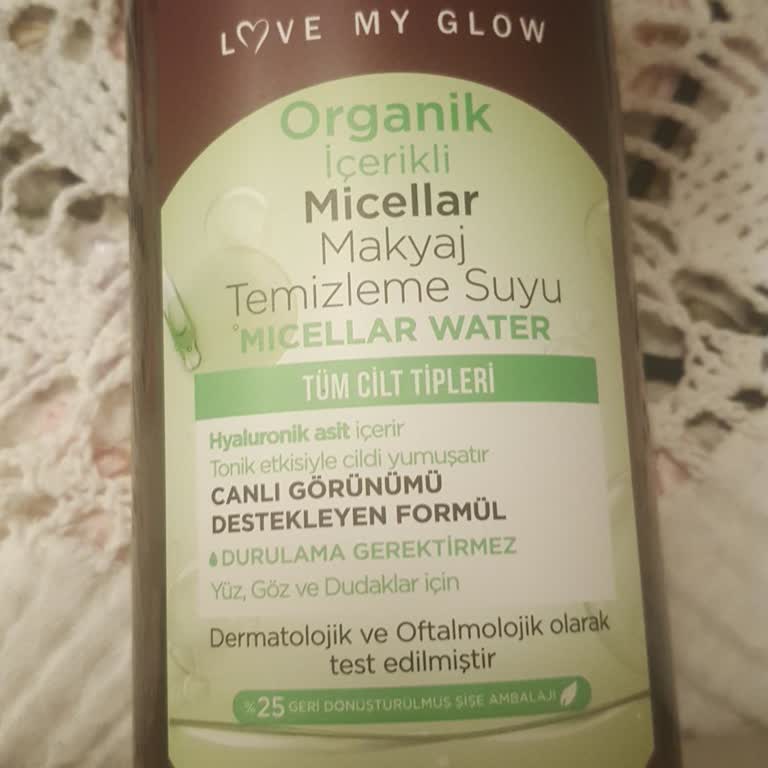 LOVE MY GLOW
Organik
İçerikli
Micellar
Makyaj
Temizleme Suyu
°MICELLAR WATER
TÜM CİLT TİPLERİ
Hyaluronik asit içerir
Tonik etkisiyle cildi yumuşatır
CANLI GÖRÜNÜMÜ
DESTEKLEYEN FORMÜL
DURULAMA GEREKTİRMEZ
Yüz, Göz ve Dudaklar için
Dermatolojik ve Oftalmolojik olarak
test edilmiştir
%25 GERİ DÖNÜŞTÜRÜLMÜŞ ŞİŞE AMBALAJI